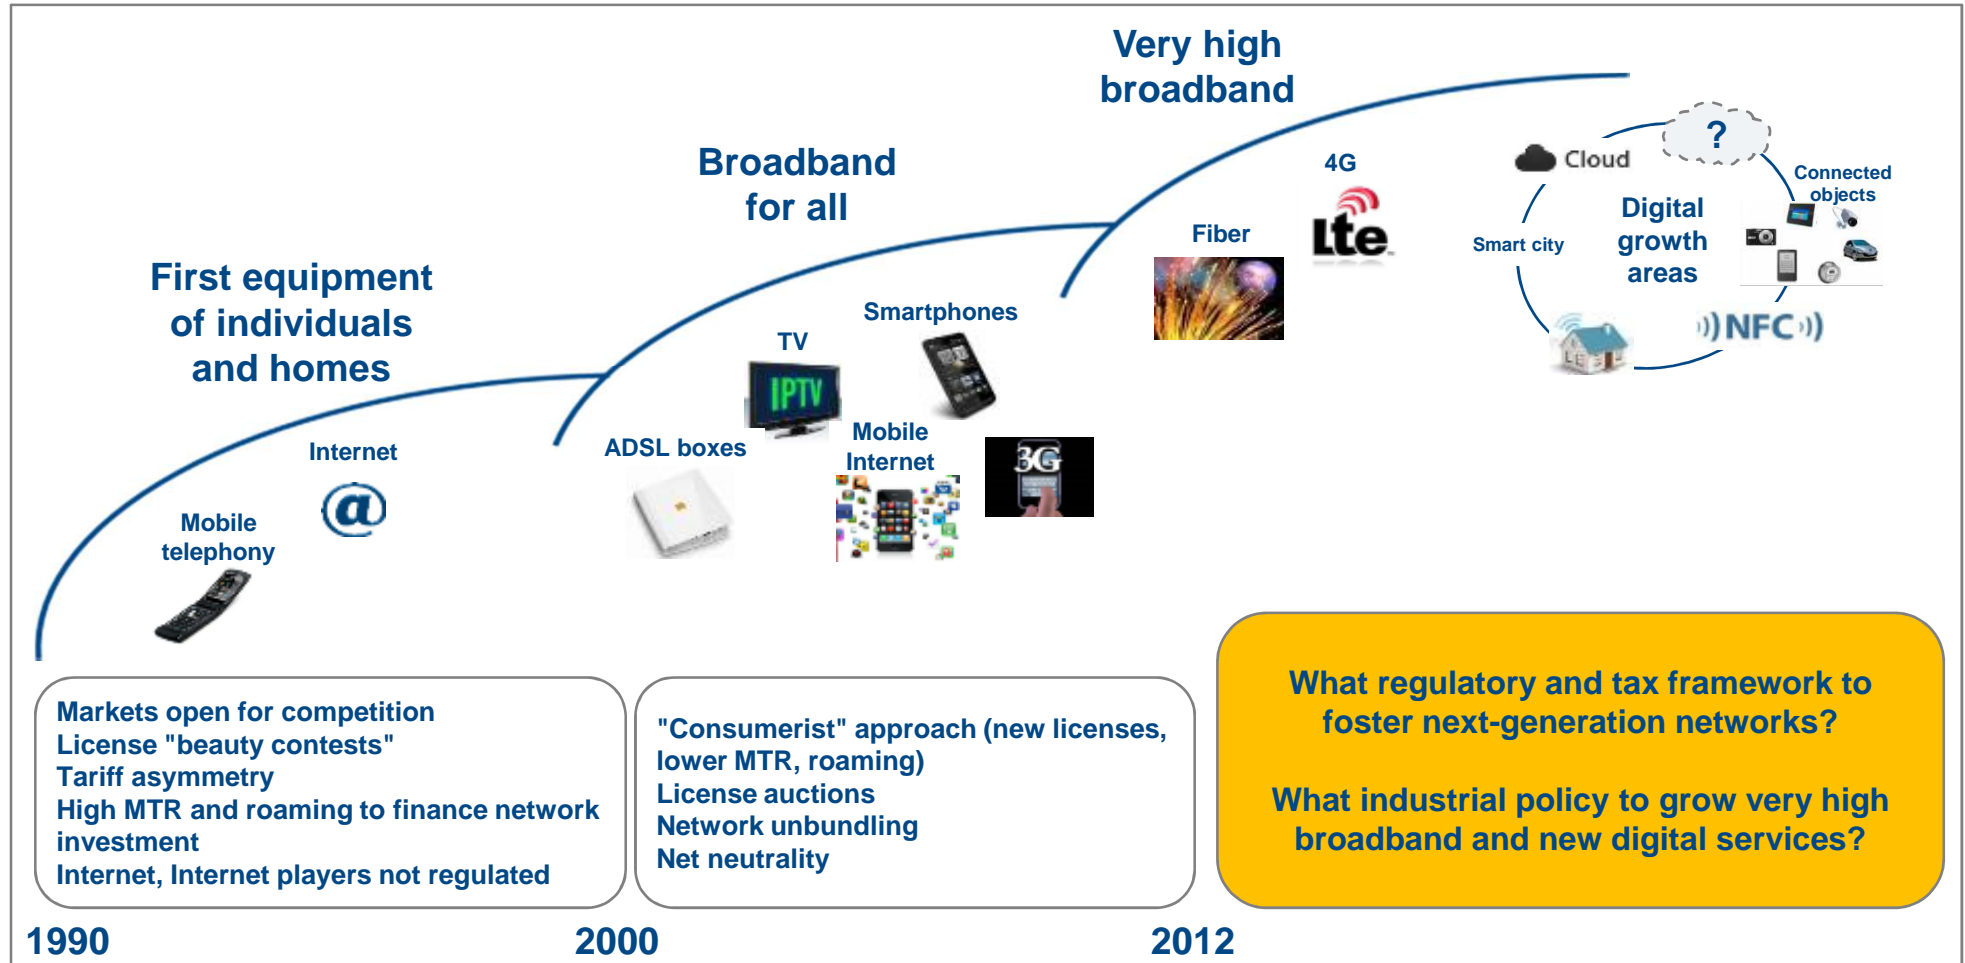 Very high
broadband
Broadband
for all
First equipment
of individuals
and homes
Mobile
telephony
Internet
@
ADSL boxes
TV
IPTV
Smartphones
Mobile
Internet
3G
Fiber
4G
Lte
Cloud
?
Connected
objects
Digital
growth
areas
Smart city
NFC
Markets open for competition
License "beauty contests"
Tariff asymmetry
High MTR and roaming to finance network
investment
Internet, Internet players not regulated
"Consumerist" approach (new licenses,
lower MTR, roaming)
License auctions
Network unbundling
Net neutrality
What regulatory and tax framework to
foster next-generation networks?
What industrial policy to grow very high
broadband and new digital services?
1990
2000
2012